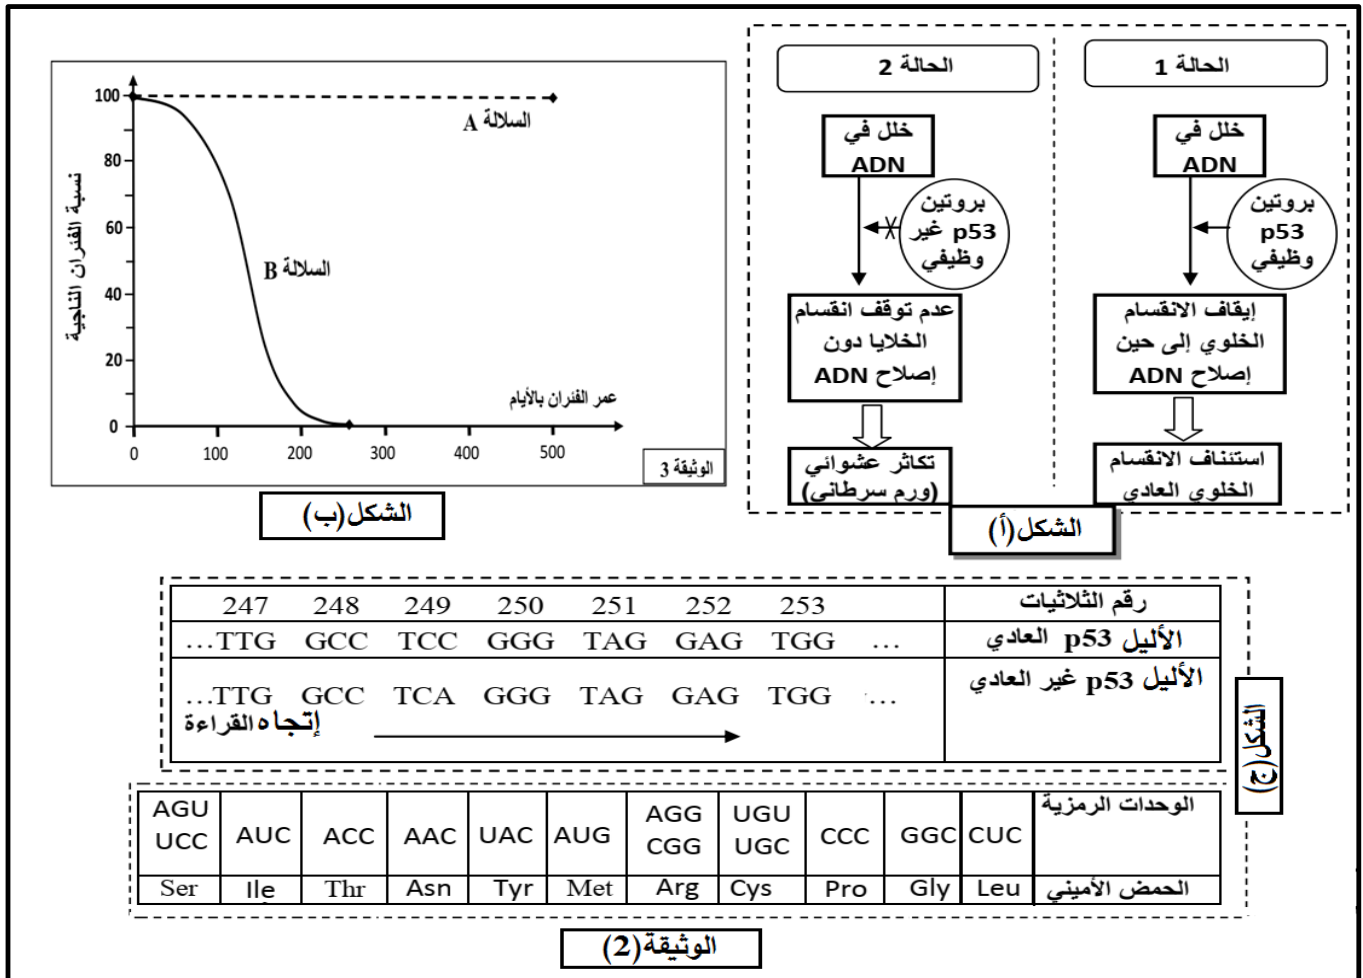 الحالة 1
خلل في
ADN
بروتين
p53
وظيفي
إيقاف الانقسام
الخلوي إلى حين
إصلاح ADN
استئناف الانقسام
الخلوي العادي
الحالة 2
خلل في
ADN
بروتين
p53 غير
وظيفي
عدم توقف انقسام
الخلايا دون
إصلاح ADN
تكاثر عشوائي
(ورم سرطاني)
الشكل(أ)
نسبة الفئران الناجية
100
80
60
40
20
0
السلالة A
السلالة B
عمر الفئران بالأيام
0 100 200 300 400 500
الوثيقة 3
الشكل(ب)
رقم الثلاثيات 247 248 249 250 251 252 253
الأليل p53 العادي ...TTG GCC TCC GGG TAG GAG TGG ...
الأليل p53 غير العادي ...TTG GCC TCA GGG TAG GAG TGG ...
إتجاه القراءة
الشكل(ج)
الوحدات الرمزية
AGU AUC ACC AAC UAC AUG AGG UGU CCC GGC CUC
UCC CGG UGC
الحمض الأميني Ser Ile Thr Asn Tyr Met Arg Cys Pro Gly Leu
الوثيقة(2)